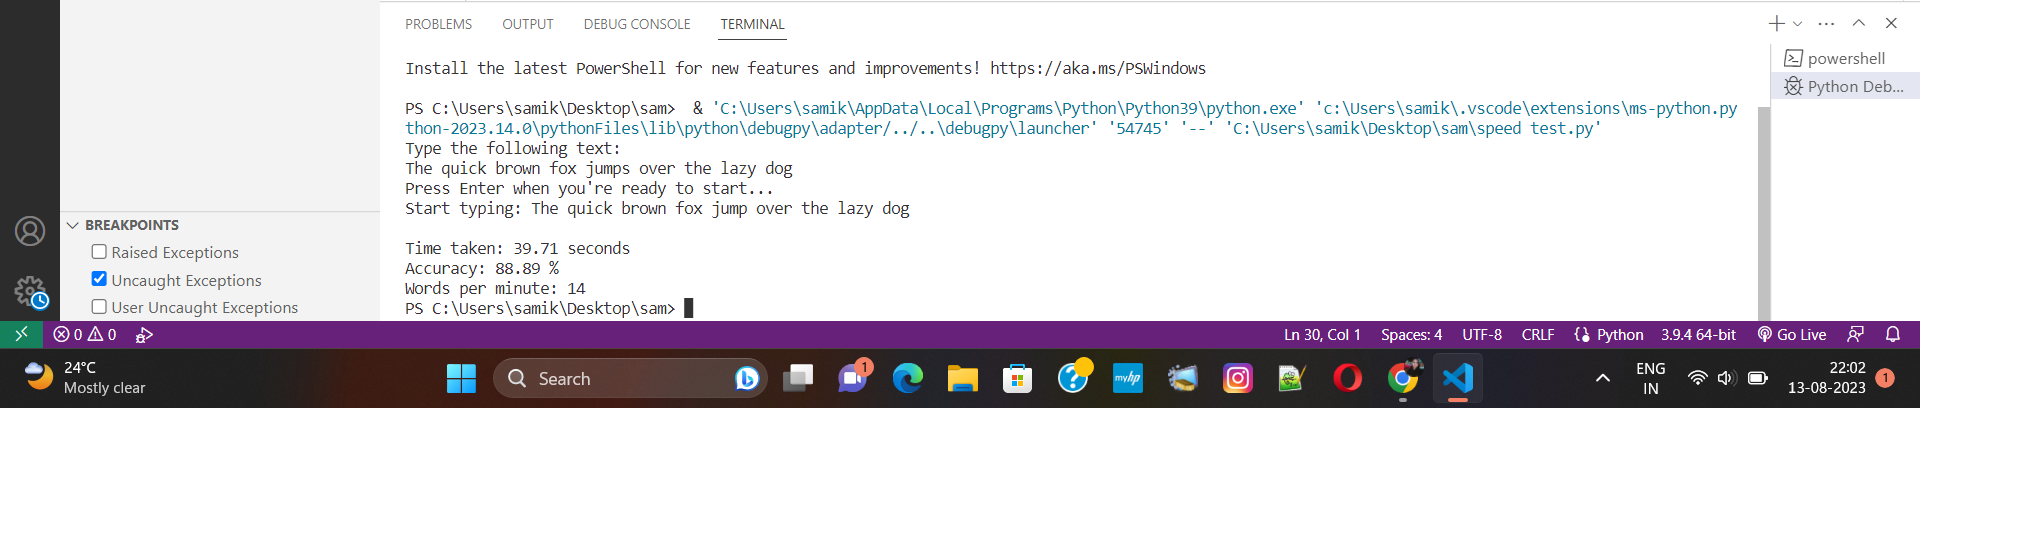 PROBLEMS OUTPUT DEBUG CONSOLE TERMINAL
Install the latest PowerShell for new features and improvements! https://aka.ms/PSWindows
powershell
Python Deb...
PS C:\Users\samik\Desktop\sam>  & 'C:\Users\samik\AppData\Local\Programs\Python\Python39\python.exe' 'c:\Users\samik\.vscode\extensions\ms-python.py
thon-2023.14.0\pythonFiles\lib\python\debugpy\adapter/../..\debugpy\launcher' '54745' '--' 'C:\Users\samik\Desktop\sam\speed test.py'
Type the following text:
The quick brown fox jumps over the lazy dog
Press Enter when you're ready to start...
Start typing: The quick brown fox jump over the lazy dog
Time taken: 39.71 seconds
Accuracy: 88.89 %
Words per minute: 14
PS C:\Users\samik\Desktop\sam>
BREAKPOINTS
Raised Exceptions
Uncaught Exceptions
User Uncaught Exceptions
0 0 Ln 30, Col 1 Spaces: 4 UTF-8 CRLF Python 3.9.4 64-bit Go Live
24°C
Mostly clear
Search
1
myhp
ENG
IN
22:02
13-08-2023
1